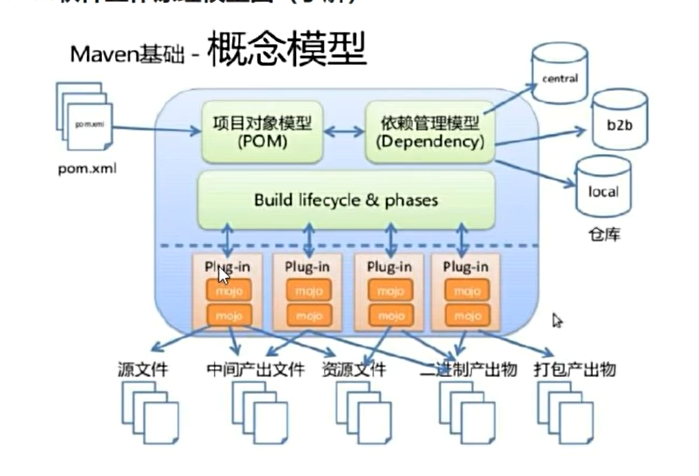 Maven基础 - 概念模型
central
pom.xml
项目对象模型
(POM)
依赖管理模型
(Dependency)
b2b
pom.xml
Build lifecycle & phases
local
仓库
Plug-in
Plug-in
Plug-in
Plug-in
mojo
mojo
mojo
mojo
mojo
mojo
mojo
mojo
源文件
中间产出文件
资源文件
二进制产出物
打包产出物